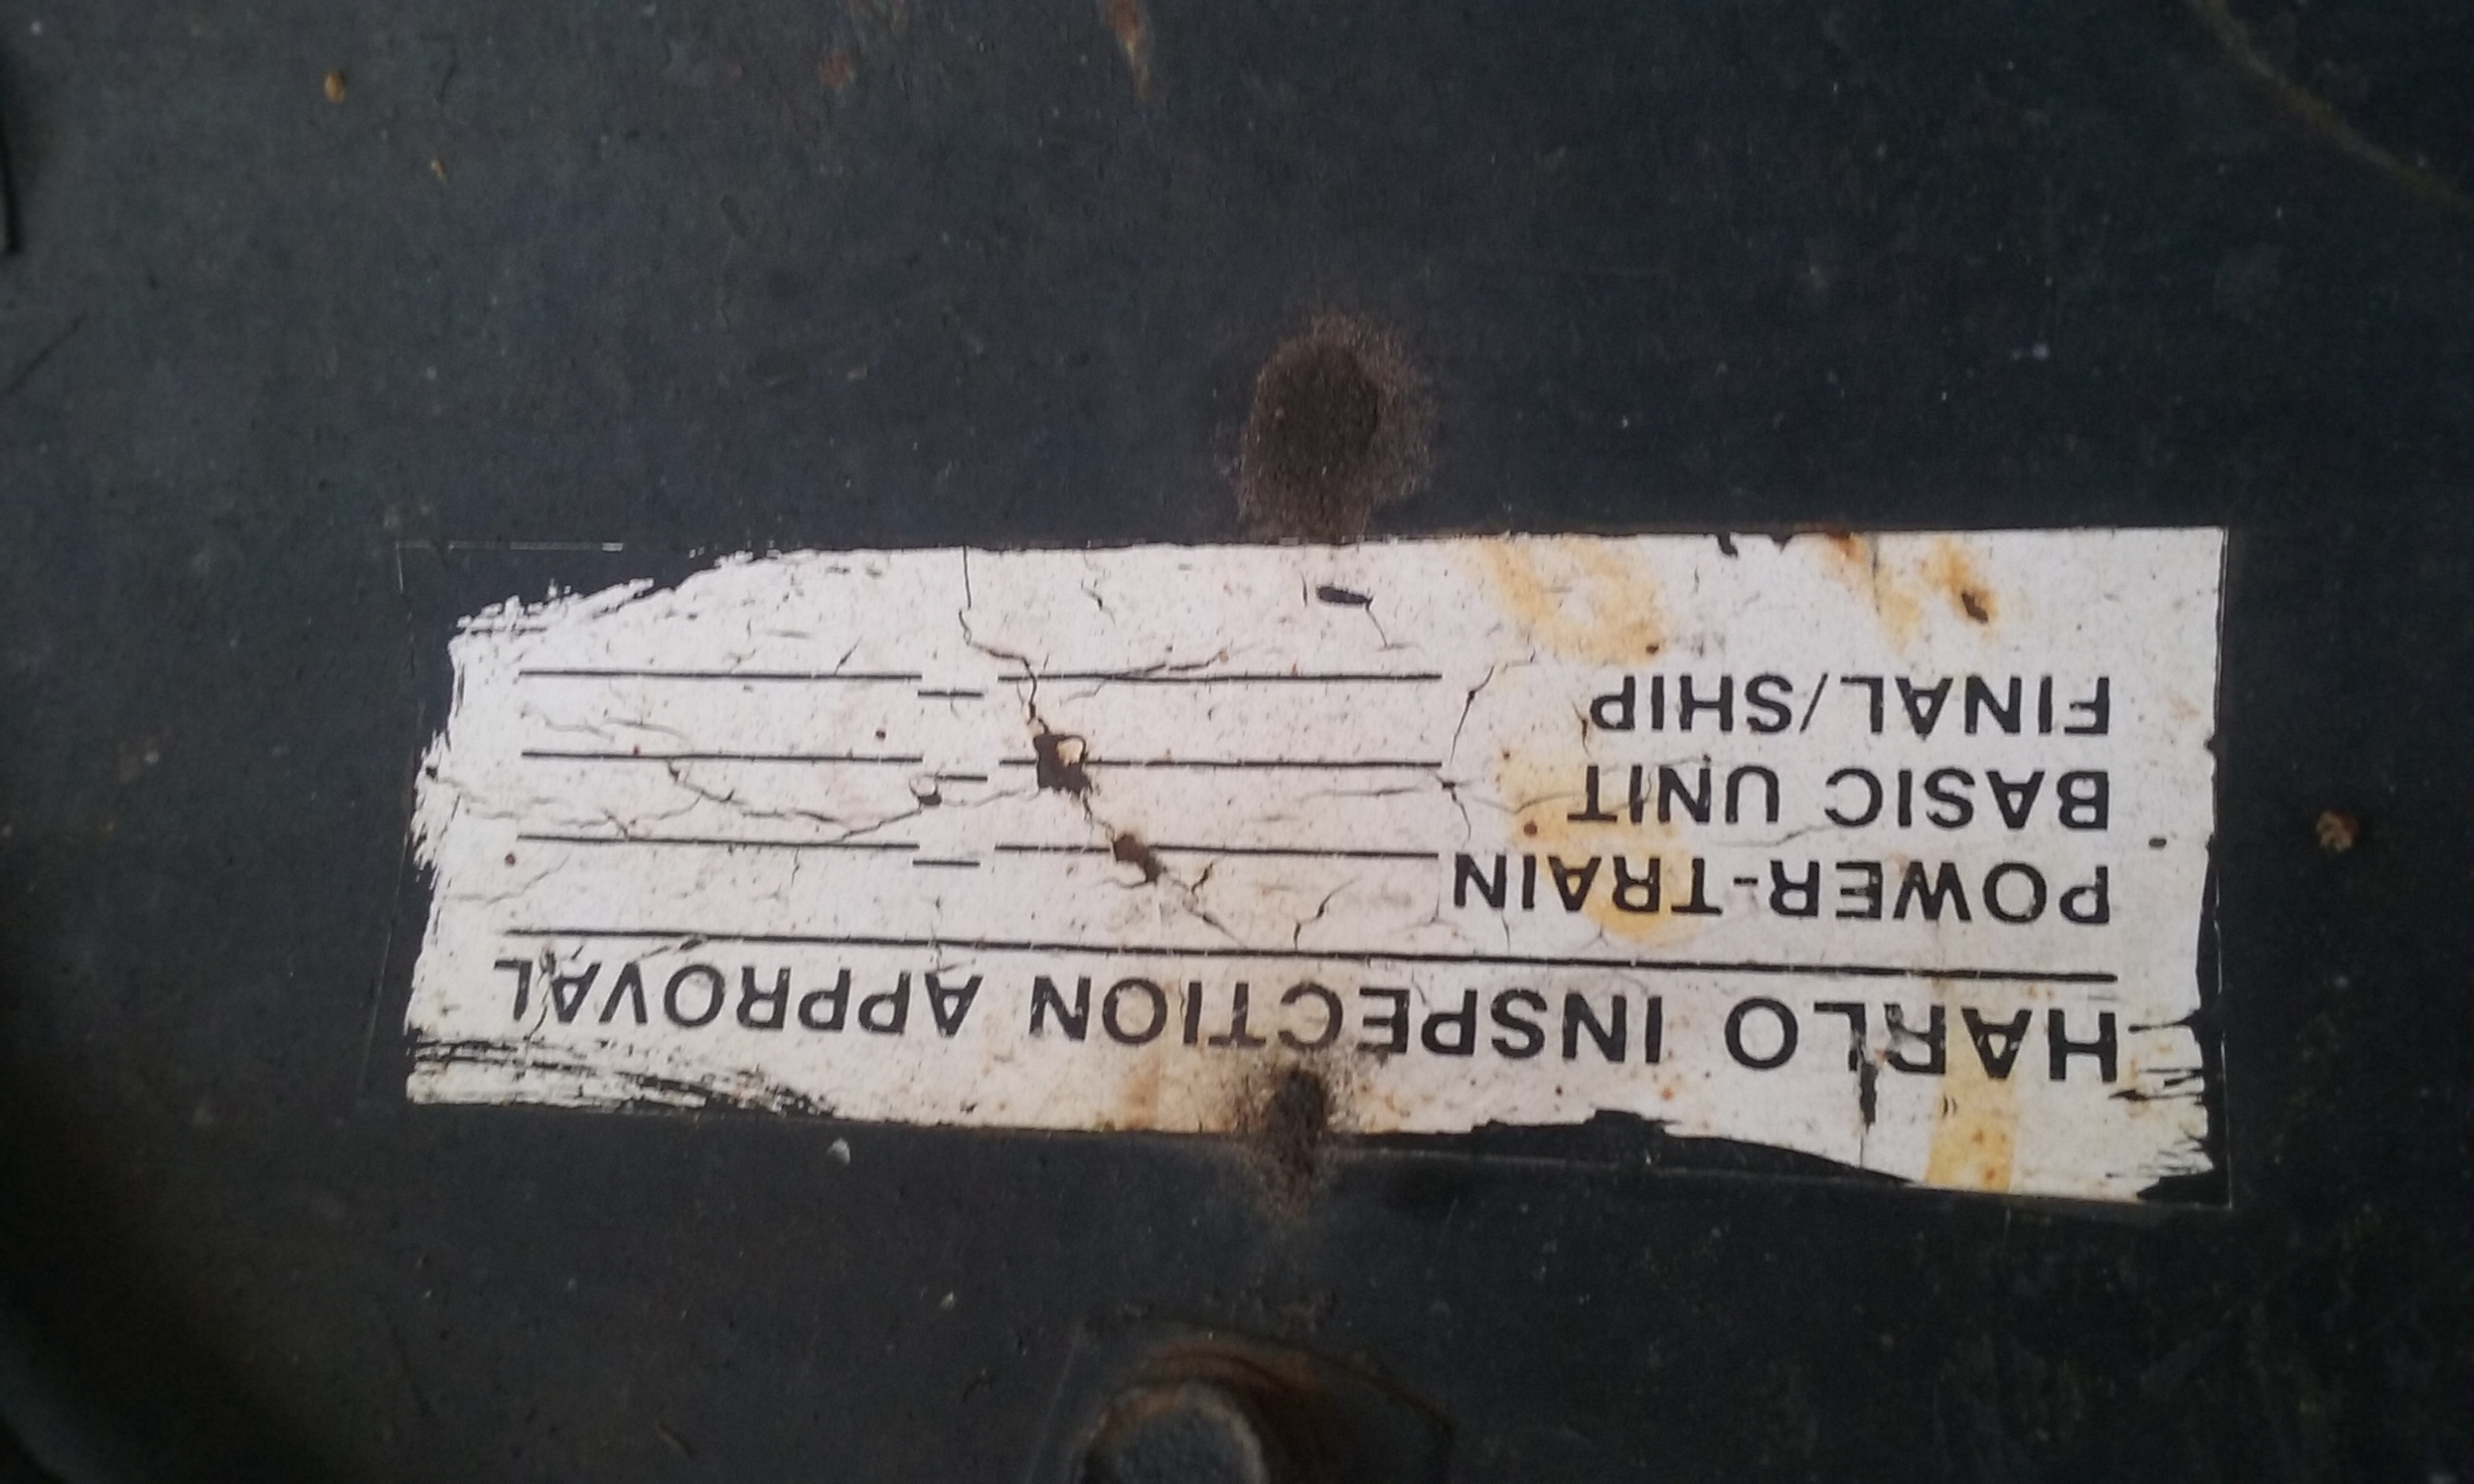 HARLO INSPECTION APPROVAL
POWER-TRAIN
BASIC UNIT
FINAL/SHIP